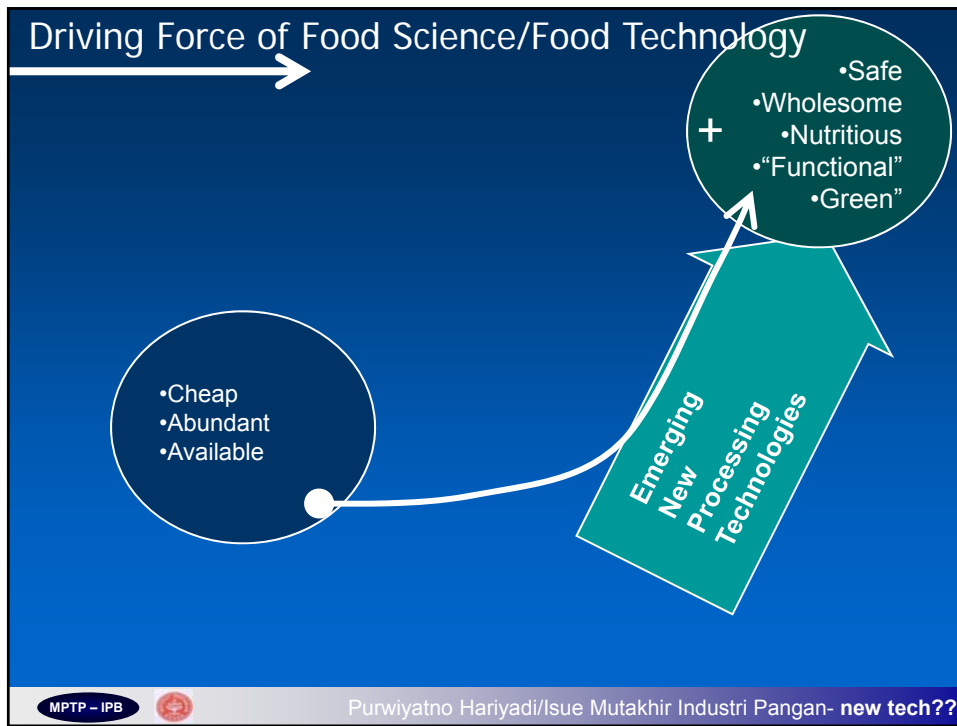 Driving Force of Food Science/Food Technology
•Safe
•Wholesome
+
•Nutritious
•“Functional”
•Green”
•Cheap
•Abundant
•Available
Emerging
New
Processing
Technologies
MPTP – IPB
Purwiyatno Hariyadi/Isue Mutakhir Industri Pangan- new tech??